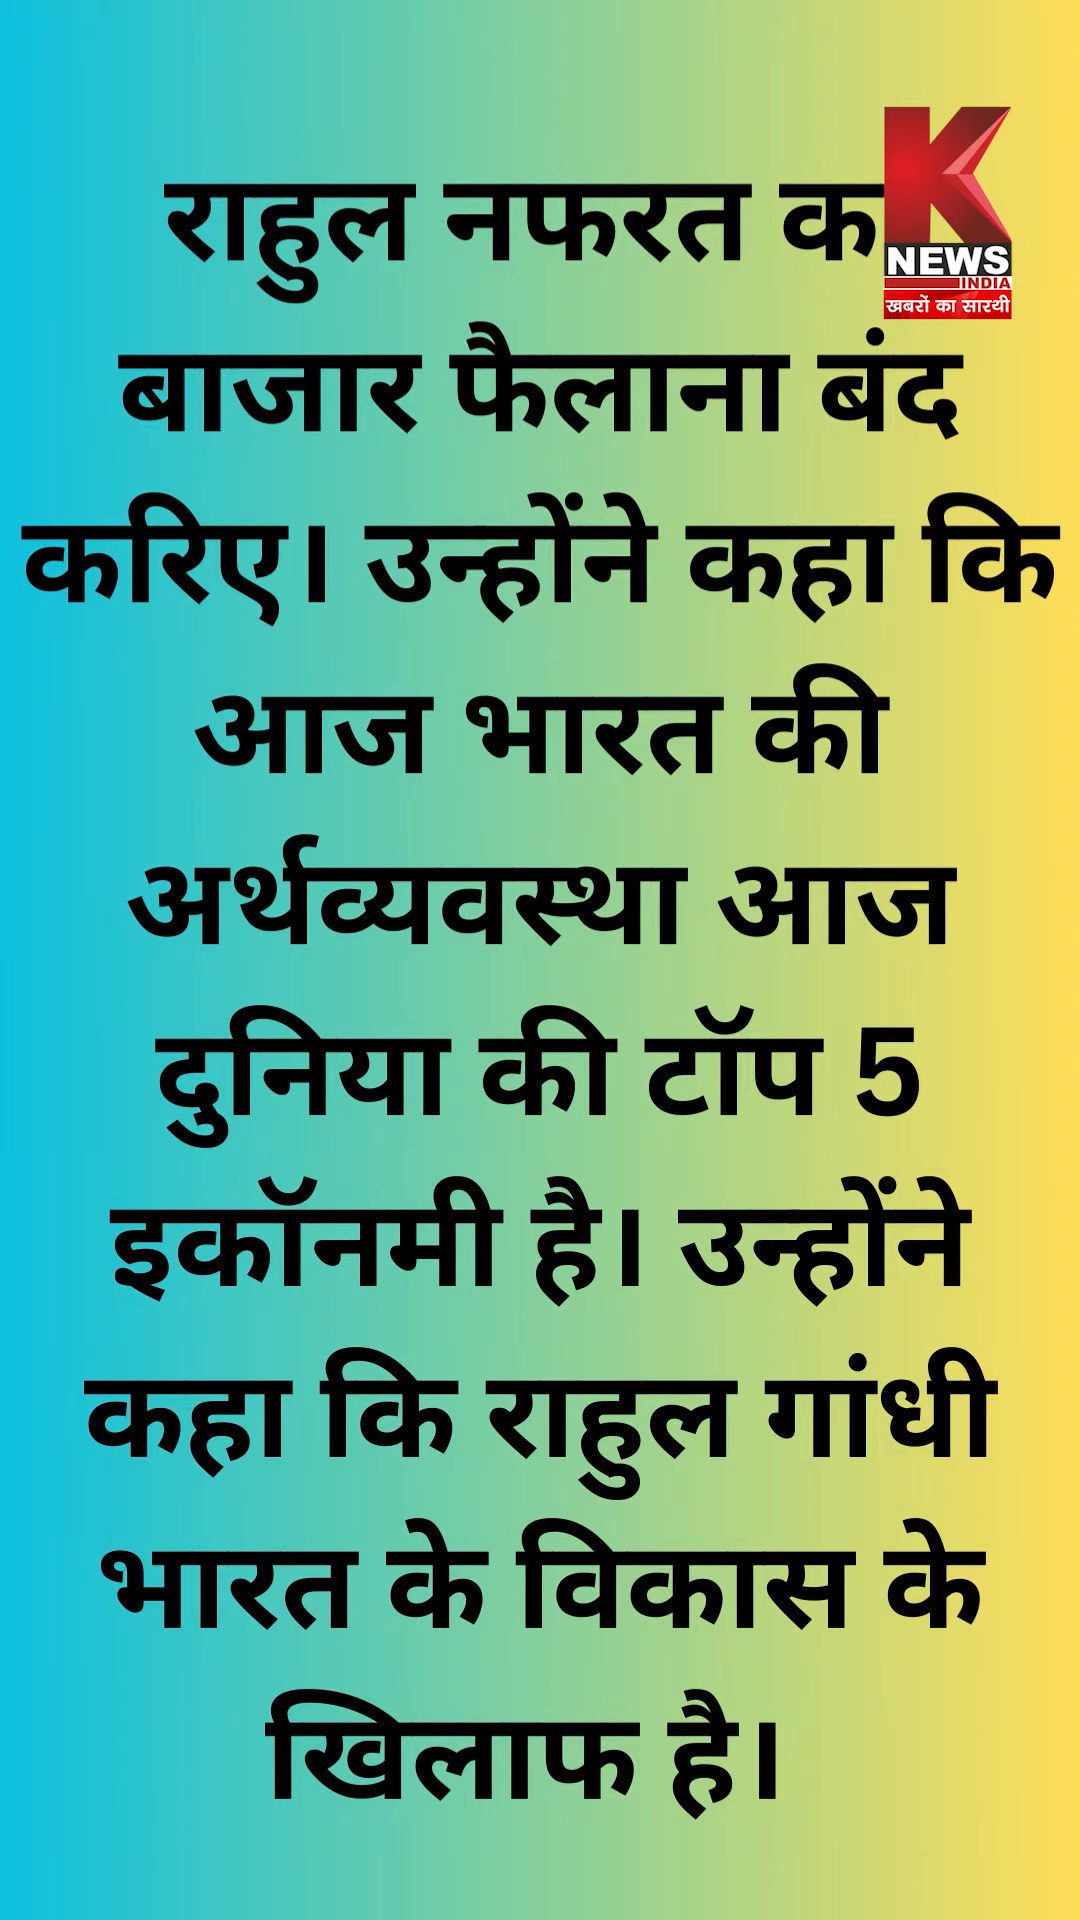 राहुल नफरत क
बाजार फैलाना बंद
करिए। उन्होंने कहा कि
आज भारत की
अर्थव्यवस्था आज
दुनिया की टॉप 5
इकॉनमी है। उन्होंने
कहा कि राहुल गांधी
भारत के विकास के
खिलाफ है।
K
NEWS
INDIA
खबरों का सारथी